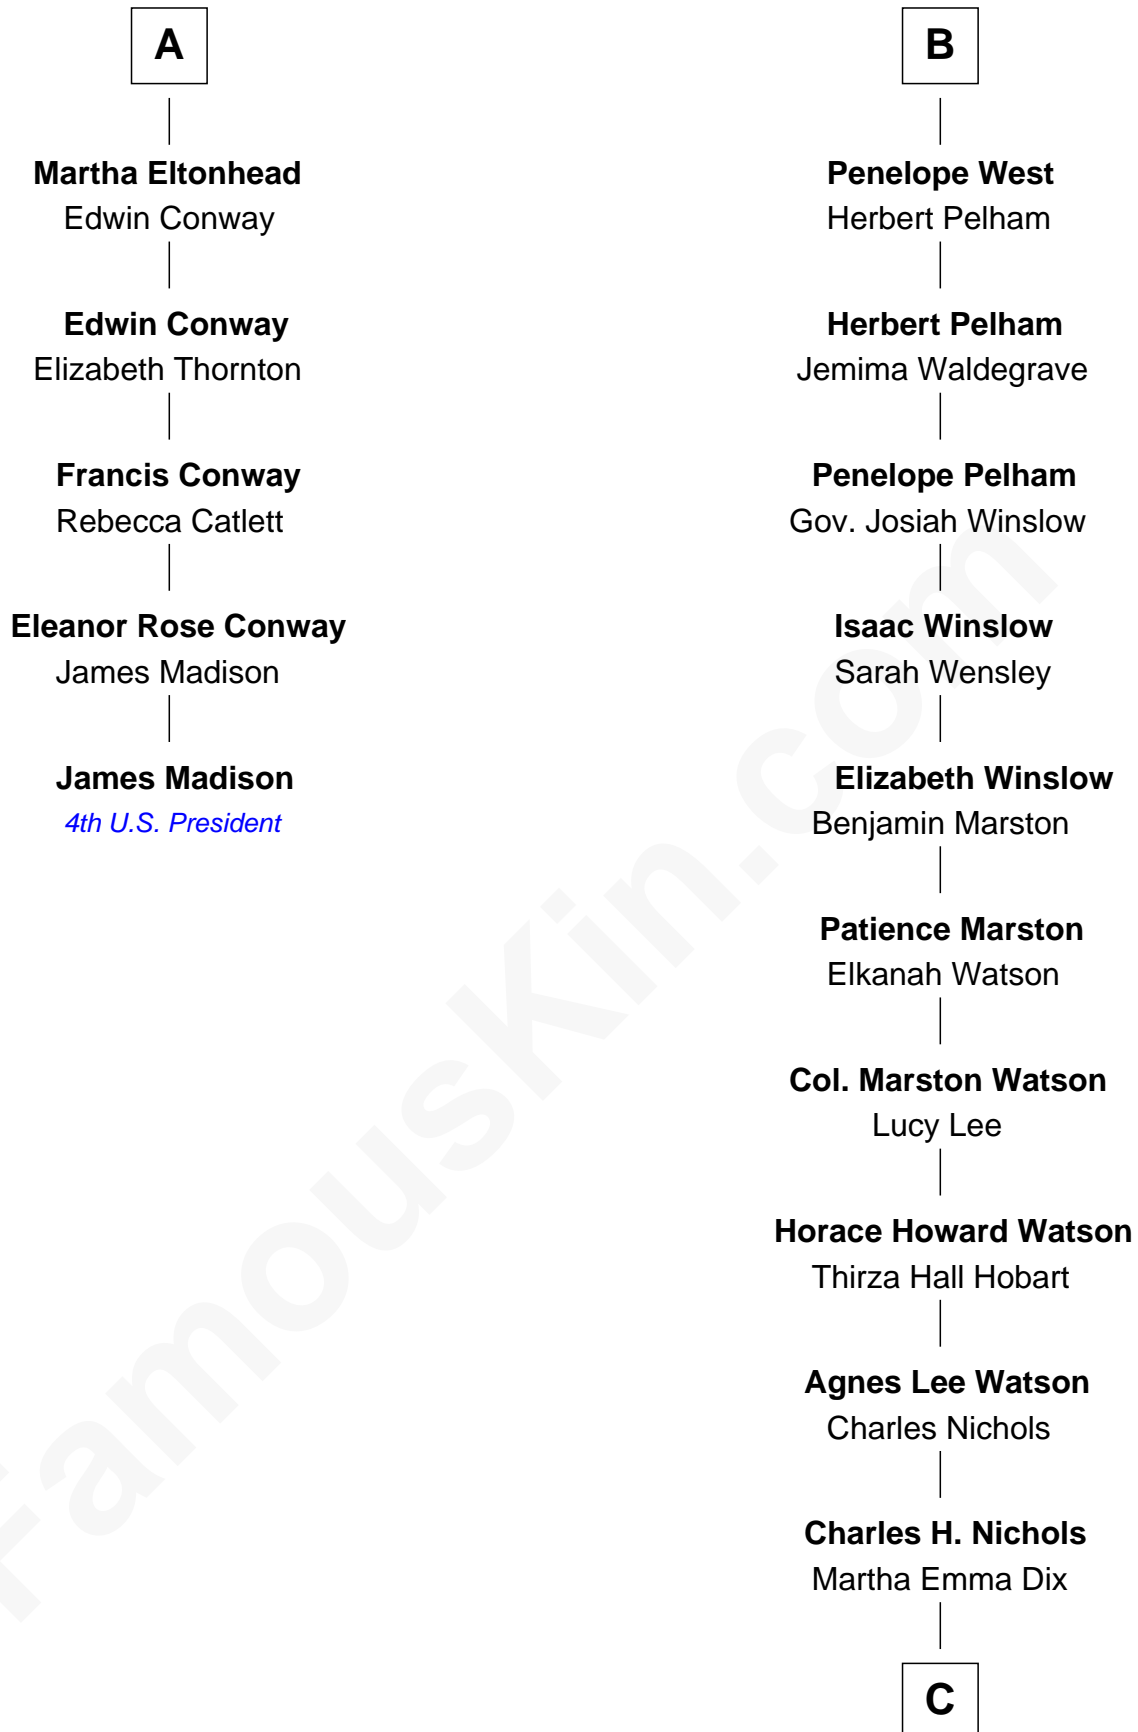 A
Martha Eltonhead
Edwin Conway
Edwin Conway
Elizabeth Thornton
Francis Conway
Rebecca Catlett
Eleanor Rose Conway
James Madison
James Madison
4th U.S. President
B
Penelope West
Herbert Pelham
Herbert Pelham
Jemima Waldegrave
Penelope Pelham
Gov. Josiah Winslow
Isaac Winslow
Sarah Wensley
Elizabeth Winslow
Benjamin Marston
Patience Marston
Elkanah Watson
Col. Marston Watson
Lucy Lee
Horace Howard Watson
Thirza Hall Hobart
Agnes Lee Watson
Charles Nichols
Charles H. Nichols
Martha Emma Dix
C
FamousKin.com